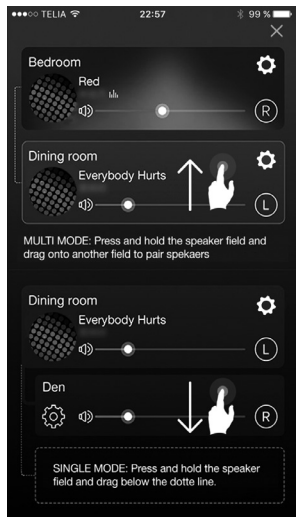 TELIA 22:57 99 %
Bedroom
Red
R
Dining room
Everybody Hurts
L
MULTI MODE: Press and hold the speaker field and
drag onto another field to pair spekaers
Dining room
Everybody Hurts
L
Den
R
SINGLE MODE: Press and hold the speaker
field and drag below the dotte line.